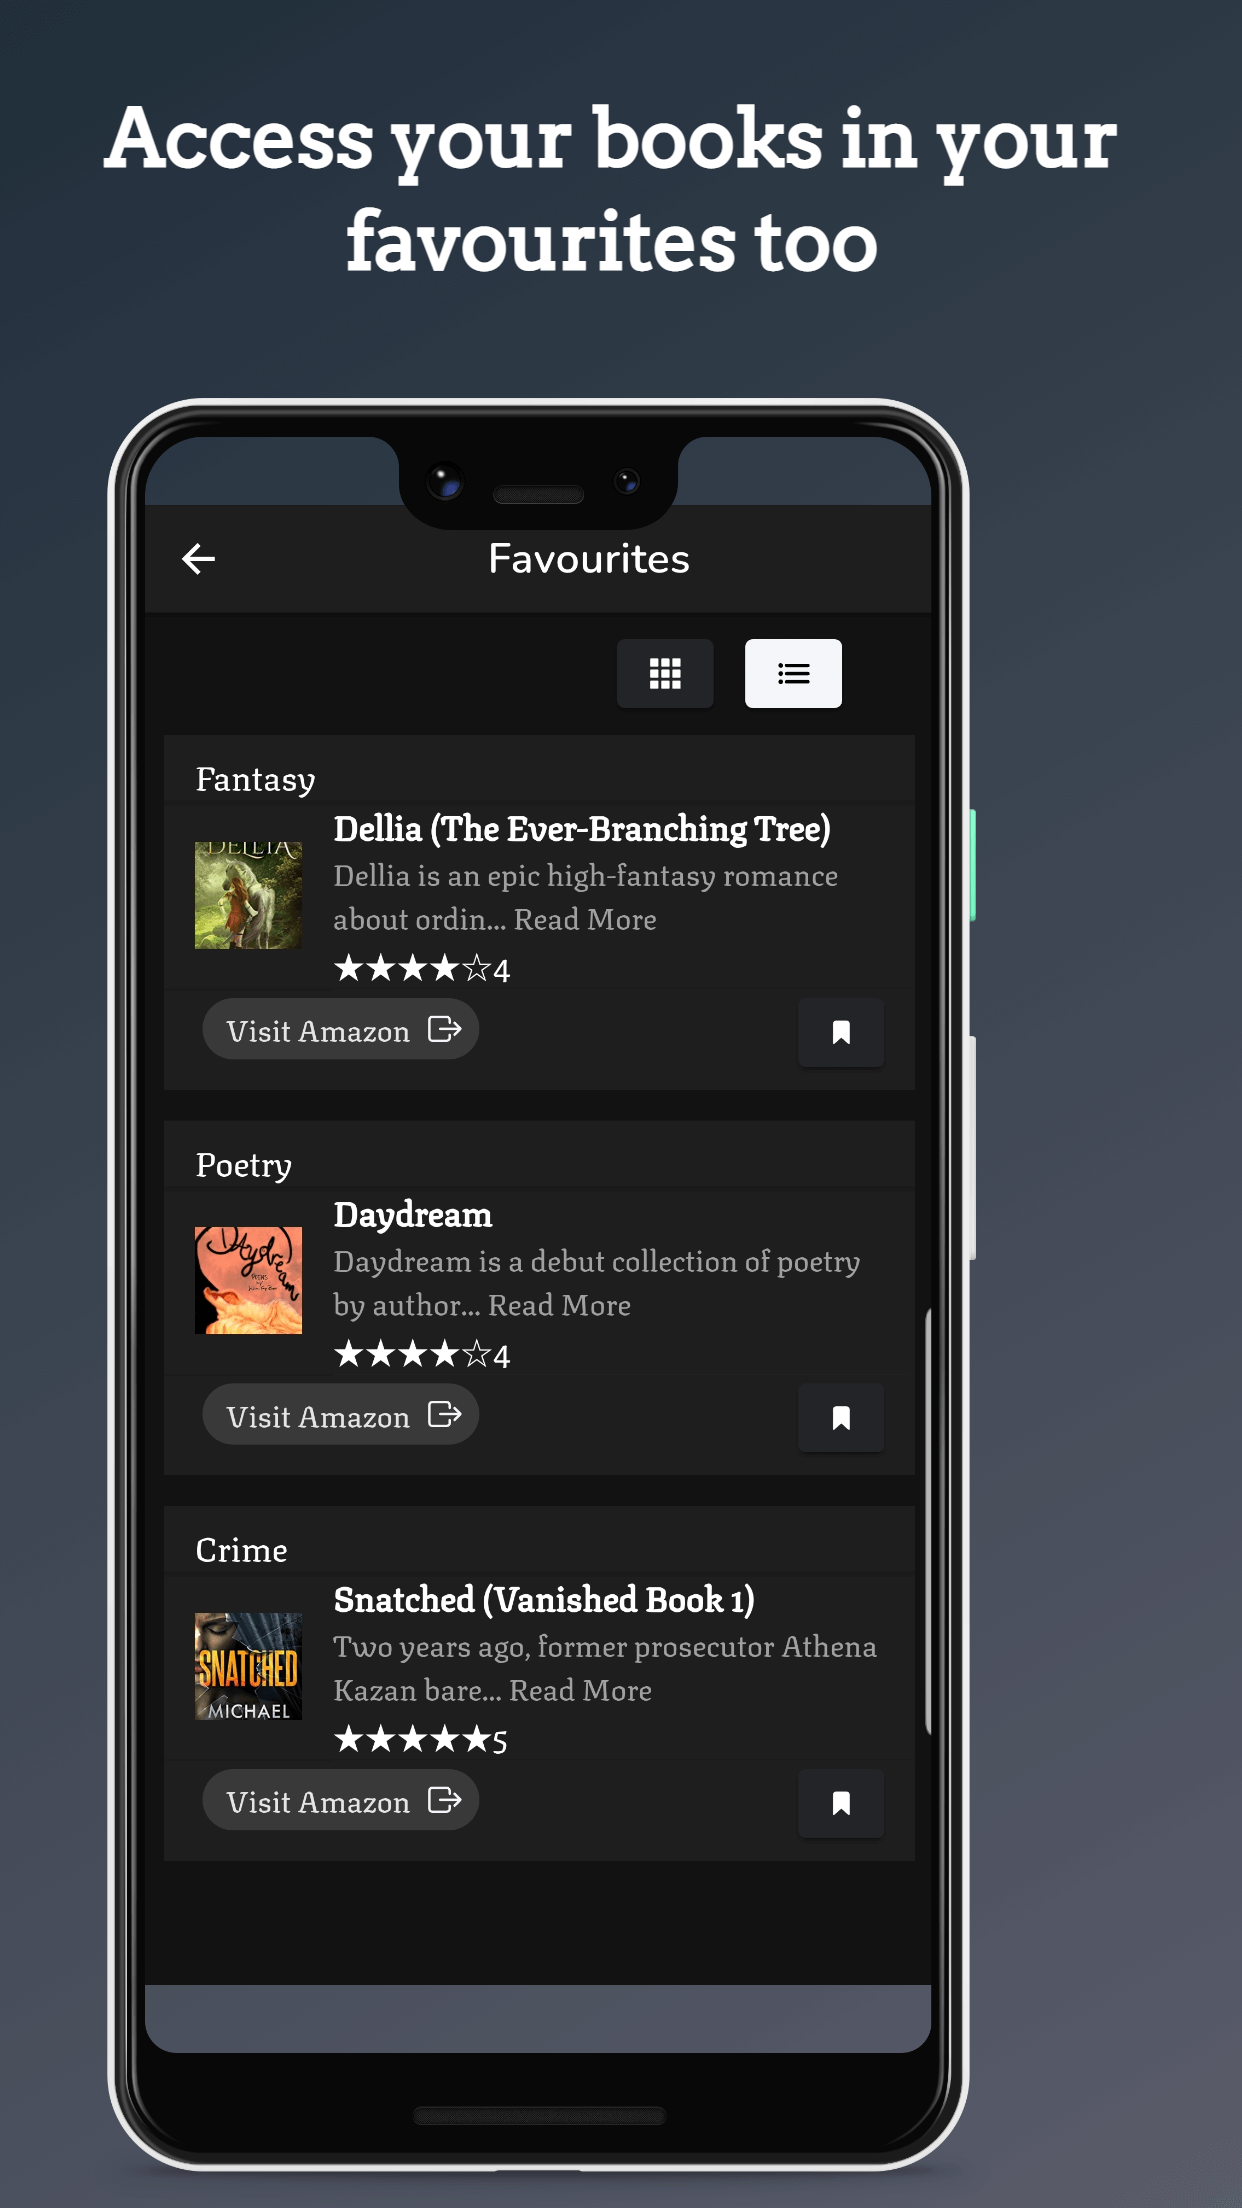 Access your books in your
favourites too
Favourites
Fantasy
DELLIA
Dellia (The Ever-Branching Tree)
Dellia is an epic high-fantasy romance
about ordin... Read More
★★★★☆4
Visit Amazon
Poetry
Daydream
POEMS
Daydream
Daydream is a debut collection of poetry
by author... Read More
★★★★☆4
Visit Amazon
Crime
SNATCHED
MICHAEL
Snatched (Vanished Book 1)
Two years ago, former prosecutor Athena
Kazan bare... Read More
★★★★★5
Visit Amazon